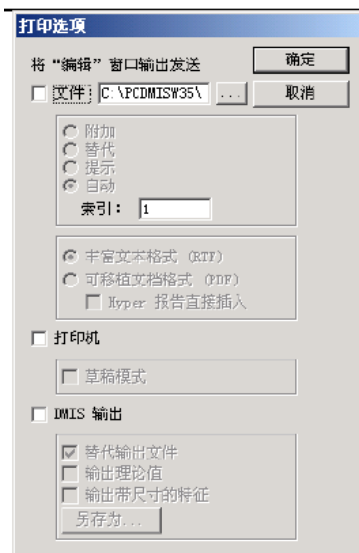 打印选项
将“编辑”窗口输出发送
确定
文件: C:\PCDMISW35\ ...
取消
附加
替代
提示
自动
索引: 1
丰富文本格式 (RTF)
可移植文档格式 (PDF)
Hyper 报告直接插入
打印机
草稿模式
DMIS 输出
替代输出文件
输出理论值
输出带尺寸的特征
另存为...